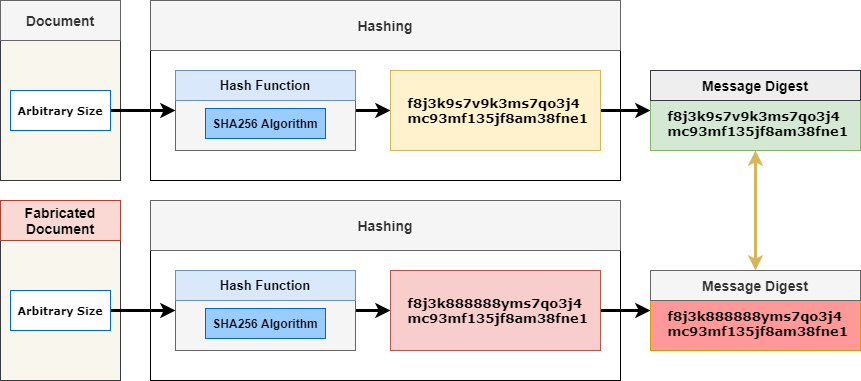 Document
Hashing
Arbitrary Size
Hash Function
SHA256 Algorithm
f8j3k9s7v9k3ms7qo3j4
mc93mf135jf8am38fne1
Message Digest
f8j3k9s7v9k3ms7qo3j4
mc93mf135jf8am38fne1
Fabricated
Document
Hashing
Arbitrary Size
Hash Function
SHA256 Algorithm
f8j3k888888yms7qo3j4
mc93mf135jf8am38fne1
Message Digest
f8j3k888888yms7qo3j4
mc93mf135jf8am38fne1